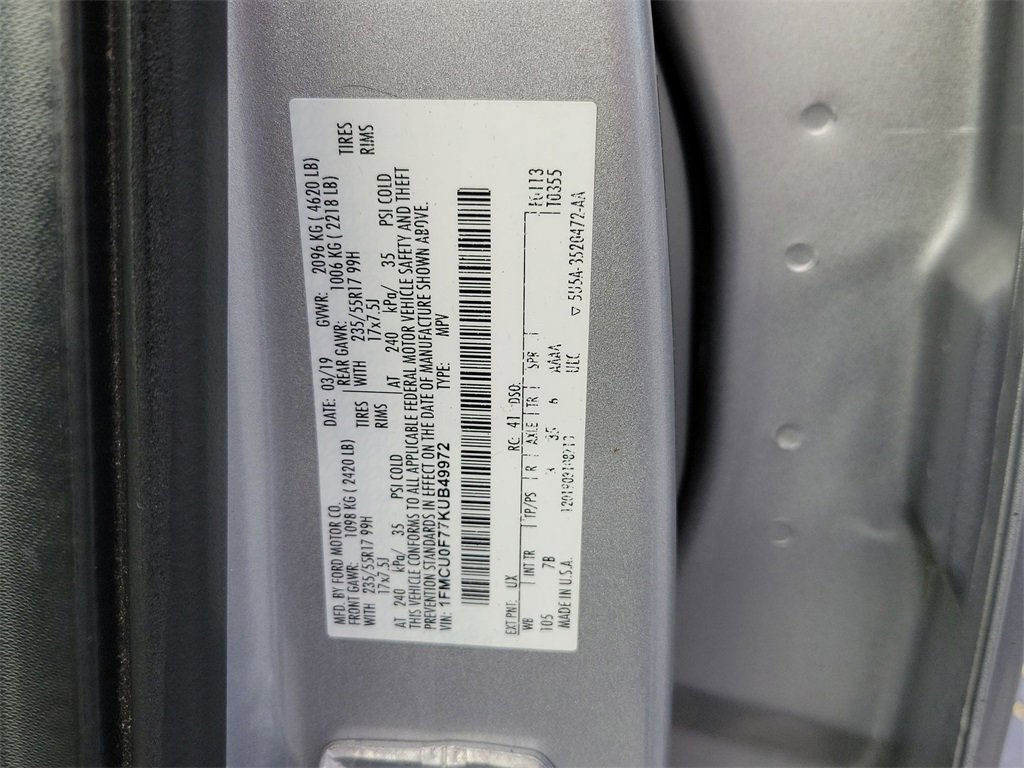 MFD. BY FORD MOTOR CO. DATE: 03/19 GVWR: 2096 KG ( 4620 LB)
FRONT GAWR: 1098 KG ( 2420 LB) REAR GAWR: 1006 KG ( 2218 LB)
WITH 235/55R17 99H TIRES WITH 235/55R17 99H TIRES
17x7.5J RIMS 17x7.5J RIMS
AT 240 kPa/ 35 PSI COLD AT 240 kPa/ 35 PSI COLD
THIS VEHICLE CONFORMS TO ALL APPLICABLE FEDERAL MOTOR VEHICLE SAFETY AND THEFT
PREVENTION STANDARDS IN EFFECT ON THE DATE OF MANUFACTURE SHOWN ABOVE.
VIN: 1FMCU0F77KUB49972 TYPE: MPV
EXT PNT: UX RC: 41 DSO:
WB INT TR TP/PS R AXLE TR SPR F0113
105 7B 35 6 AAAA T0355
MADE IN U.S.A. UEC
▽ 5U5A-3520472-AA